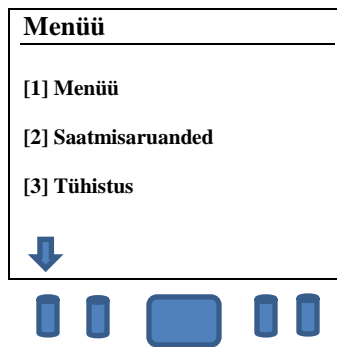 Menüü
[1] Menüü
[2] Saatmisaruanded
[3] Tühistus